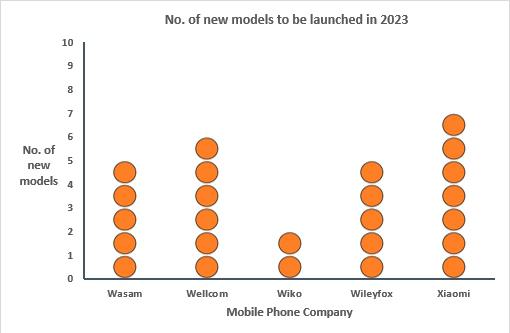 No. of new models to be launched in 2023
10
9
8
7
6
5
4
3
2
1
0
No. of
new
models
Wasam Wellcom Wiko Wileyfox Xiaomi
Mobile Phone Company